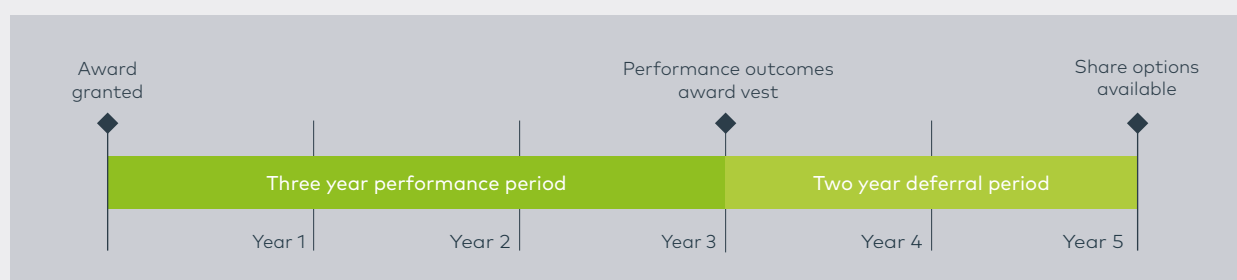 Award
granted
Performance outcomes
award vest
Share options
available
Three year performance period
Two year deferral period
Year 1
Year 2
Year 3
Year 4
Year 5